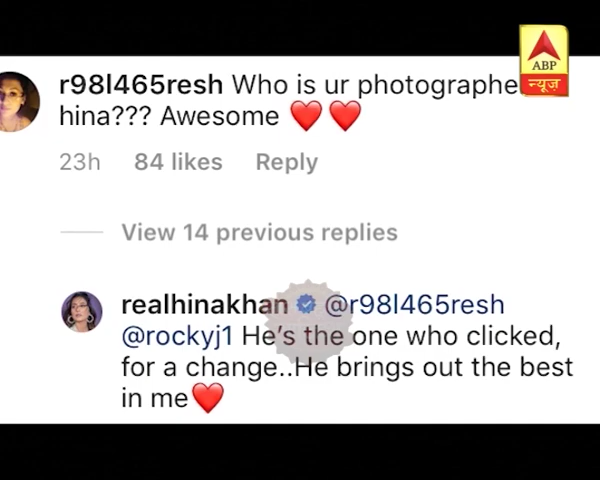 ABP
न्यूज़
r98l465resh Who is ur photographe
hina??? Awesome ❤️❤️
23h 84 likes Reply
View 14 previous replies
realhinakhan @r98l465resh
@rockyj1 He's the one who clicked,
for a change..He brings out the best
in me❤️